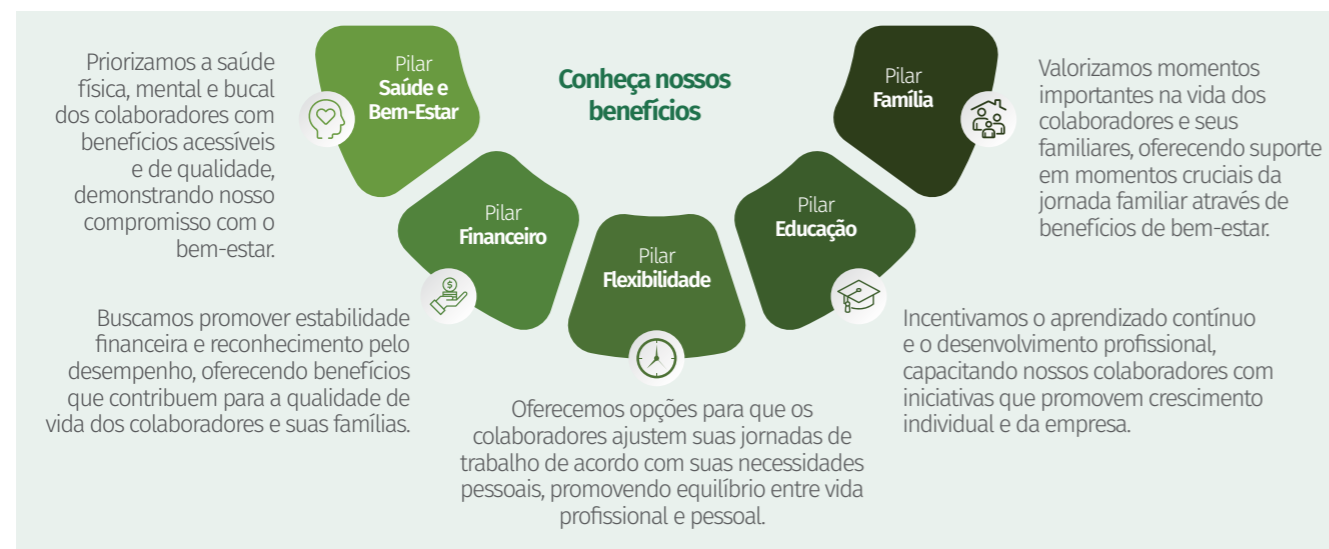 Conheça nossos
benefícios
Pilar
Saúde e
Bem-Estar
Priorizamos a saúde
física, mental e bucal
dos colaboradores com
benefícios acessíveis
e de qualidade,
demonstrando nosso
compromisso com o
bem-estar.
Pilar
Financeiro
Buscamos promover estabilidade
financeira e reconhecimento pelo
desempenho, oferecendo benefícios
que contribuem para a qualidade de
vida dos colaboradores e suas famílias.
Pilar
Flexibilidade
Oferecemos opções para que os
colaboradores ajustem suas jornadas de
trabalho de acordo com suas necessidades
pessoais, promovendo equilíbrio entre vida
profissional e pessoal.
Pilar
Educação
Incentivamos o aprendizado contínuo
e o desenvolvimento profissional,
capacitando nossos colaboradores com
iniciativas que promovem crescimento
individual e da empresa.
Pilar
Família
Valorizamos momentos
importantes na vida dos
colaboradores e seus
familiares, oferecendo suporte
em momentos cruciais da
jornada familiar através de
benefícios de bem-estar.